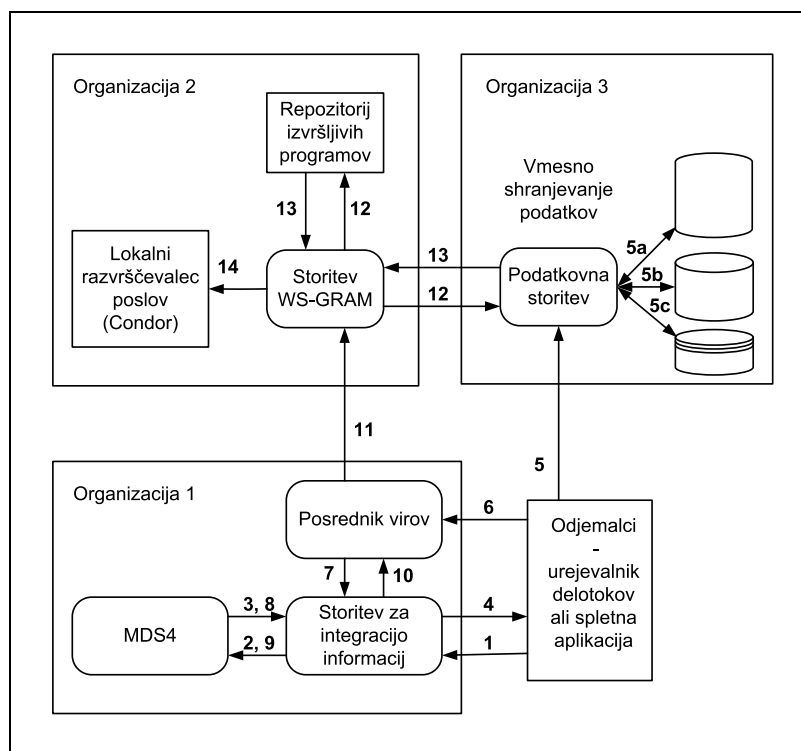 Organizacija 2
Repozitorij
izvršljivih
programov
13
12
Lokalni
razvrščevalec
poslov
(Condor)
14
Storitev
WS-GRAM
13
12
Organizacija 3
Vmesno
shranjevanje
podatkov
Podatkovna
storitev
5a
5b
5c
11
5
Organizacija 1
Posrednik virov
6
7
10
MDS4
3, 8
2, 9
Storitev za
integracijo
informacij
4
1
Odjemalci
-
urejevalnik
delotokov
ali spletna
aplikacija